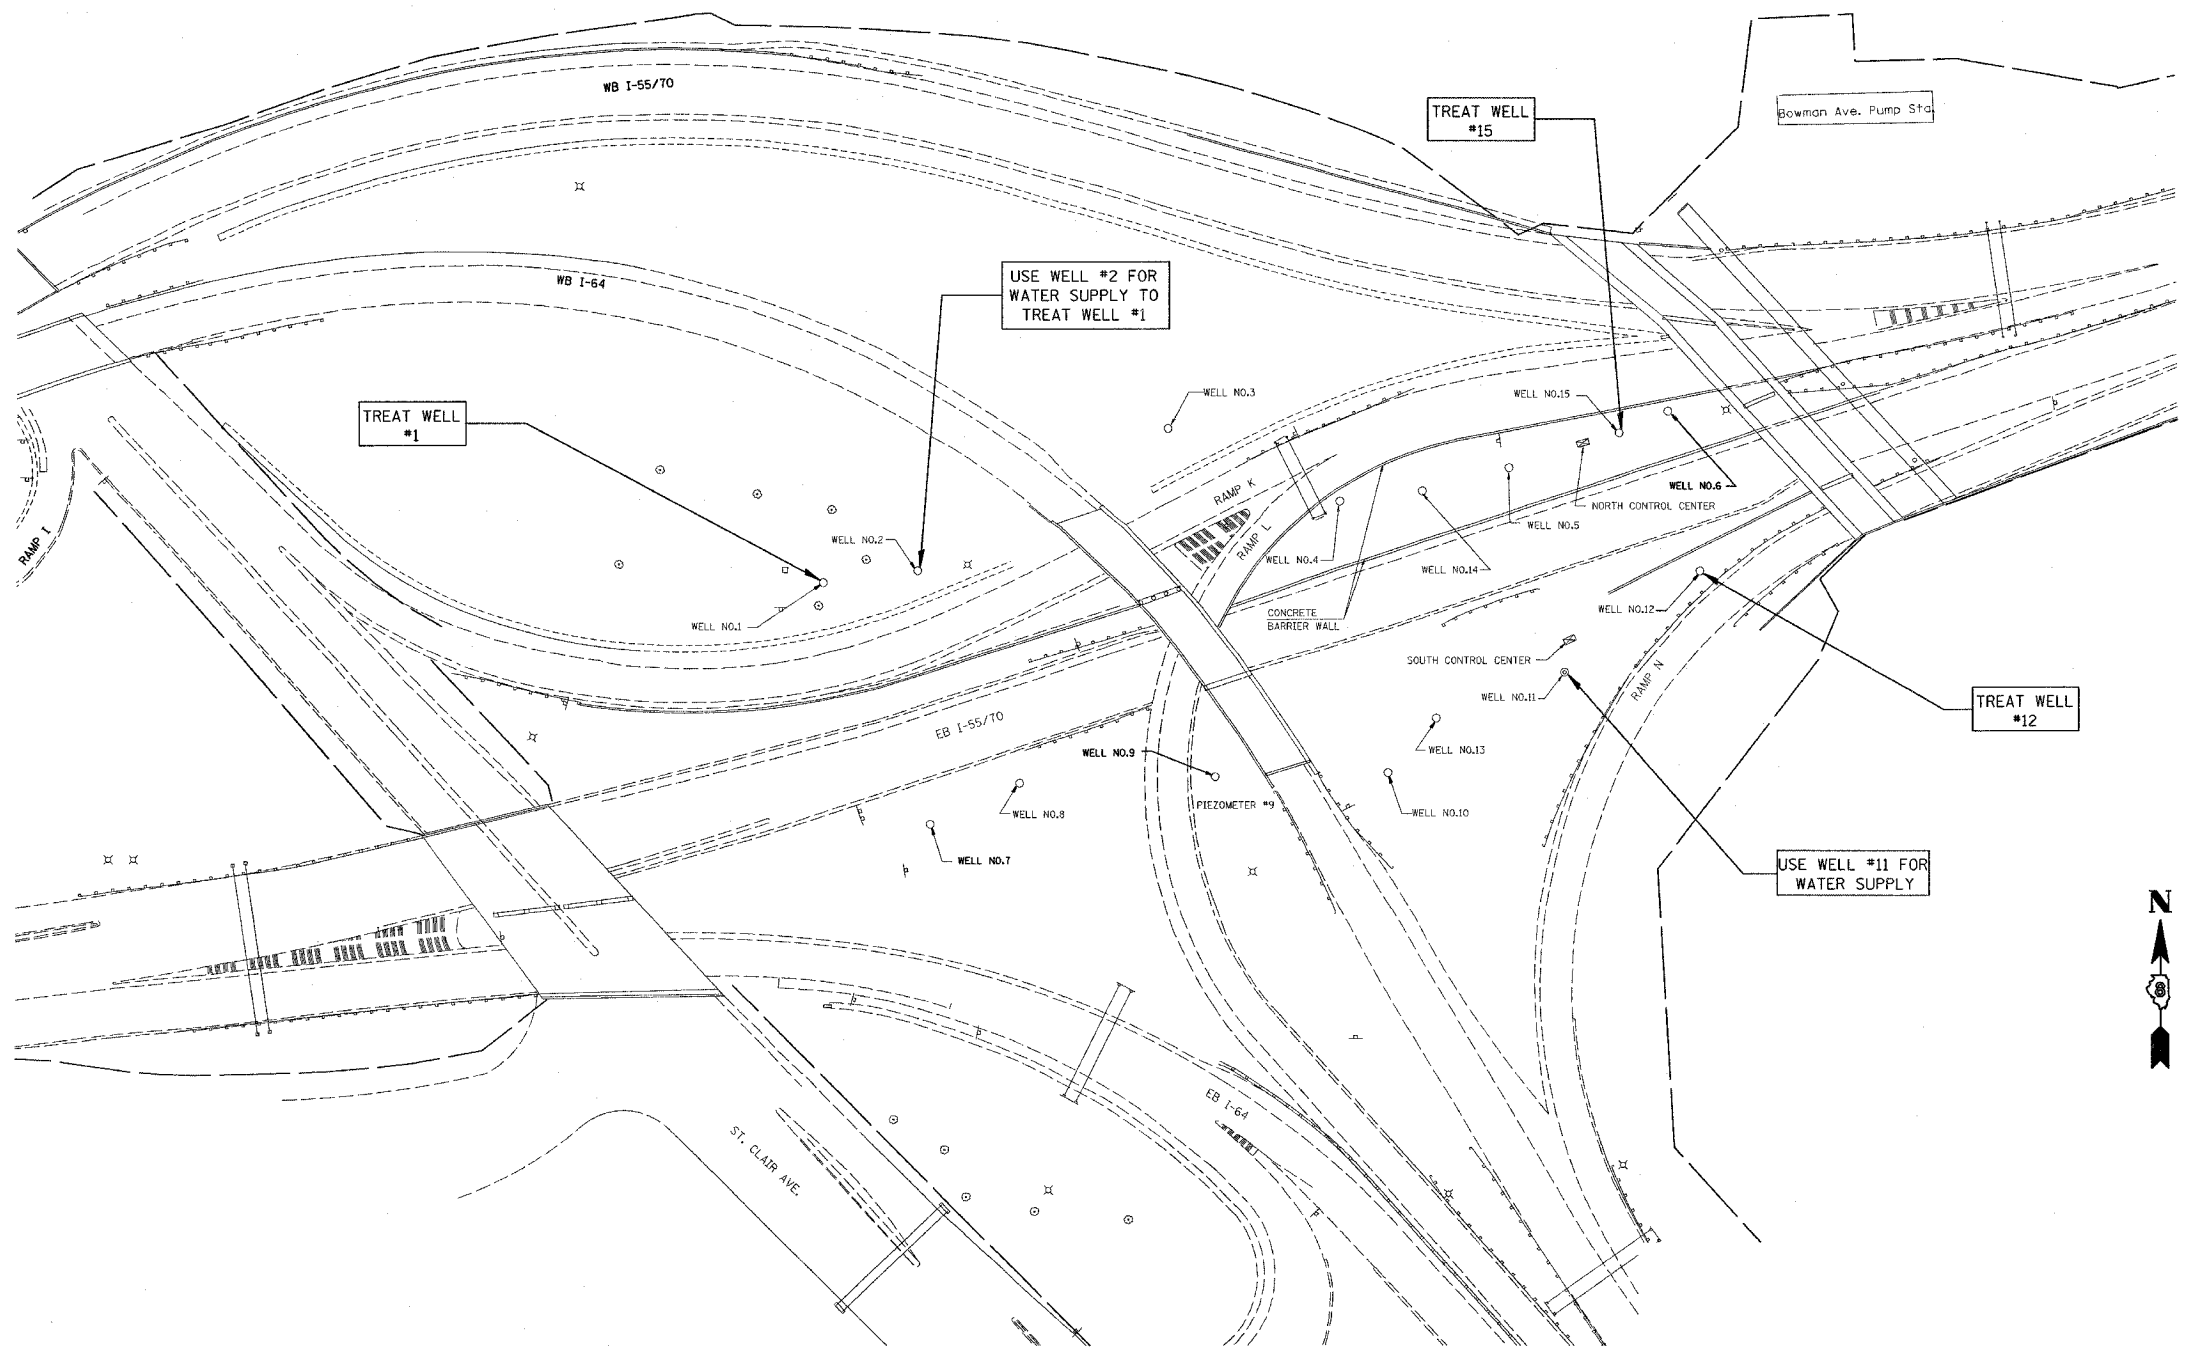 WB I-55/70
TREAT WELL
#15
Bowman Ave. Pump Sta.
WB I-64
USE WELL #2 FOR
WATER SUPPLY TO
TREAT WELL #1
TREAT WELL
#1
WELL NO.3
WELL NO.15
RAMP K
WELL NO.6
NORTH CONTROL CENTER
WELL NO.5
RAMP I
WELL NO.2
RAMP L
WELL NO.4
WELL NO.14
WELL NO.12
CONCRETE
BARRIER WALL
WELL NO.1
SOUTH CONTROL CENTER
RAMP N
WELL NO.11
TREAT WELL
#12
EB I-55/70
WELL NO.9
WELL NO.13
PIEZOMETER #9
WELL NO.8
WELL NO.10
WELL NO.7
USE WELL #11 FOR
WATER SUPPLY
N
8
EB I-64
ST. CLAIR AVE.